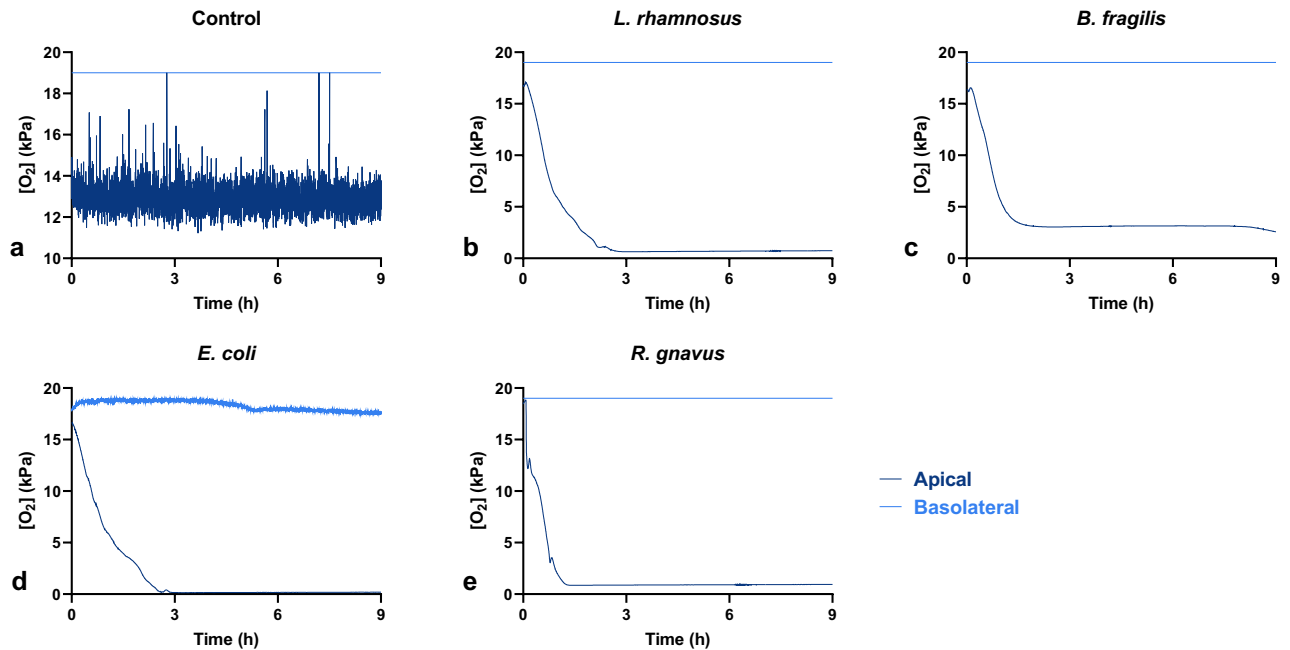 Control
20
18
16
14
12
10
[O₂] (kPa)
0
3
6
9
Time (h)
a
L. rhamnosus
20
15
10
5
0
[O₂] (kPa)
0
3
6
9
Time (h)
b
B. fragilis
20
15
10
5
0
[O₂] (kPa)
0
3
6
9
Time (h)
c
E. coli
20
15
10
5
0
[O₂] (kPa)
0
3
6
9
Time (h)
d
R. gnavus
20
15
10
5
0
[O₂] (kPa)
0
3
6
9
Time (h)
e
Apical
Basolateral